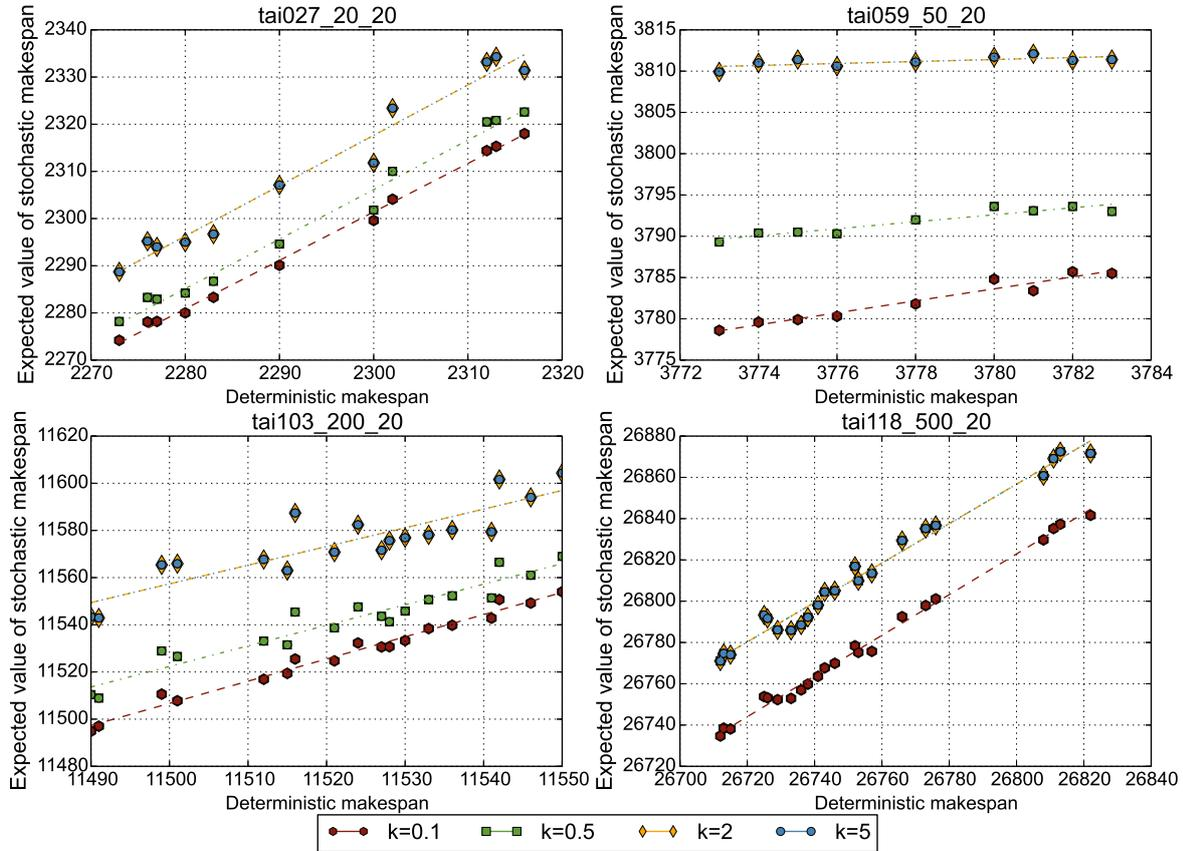 tai027_20_20
tai059_50_20
Expected value of stochastic makespan
2340
2330
2320
2310
2300
2290
2280
2270
2270 2280 2290 2300 2310 2320
Deterministic makespan
Expected value of stochastic makespan
3815
3810
3805
3800
3795
3790
3785
3780
3775
3772 3774 3776 3778 3780 3782 3784
Deterministic makespan
tai103_200_20
tai118_500_20
Expected value of stochastic makespan
11620
11600
11580
11560
11540
11520
11500
11480
11490 11500 11510 11520 11530 11540 11550
Deterministic makespan
Expected value of stochastic makespan
26880
26860
26840
26820
26800
26780
26760
26740
26720
26700 26720 26740 26760 26780 26800 26820 26840
Deterministic makespan
k=0.1 k=0.5 k=2 k=5